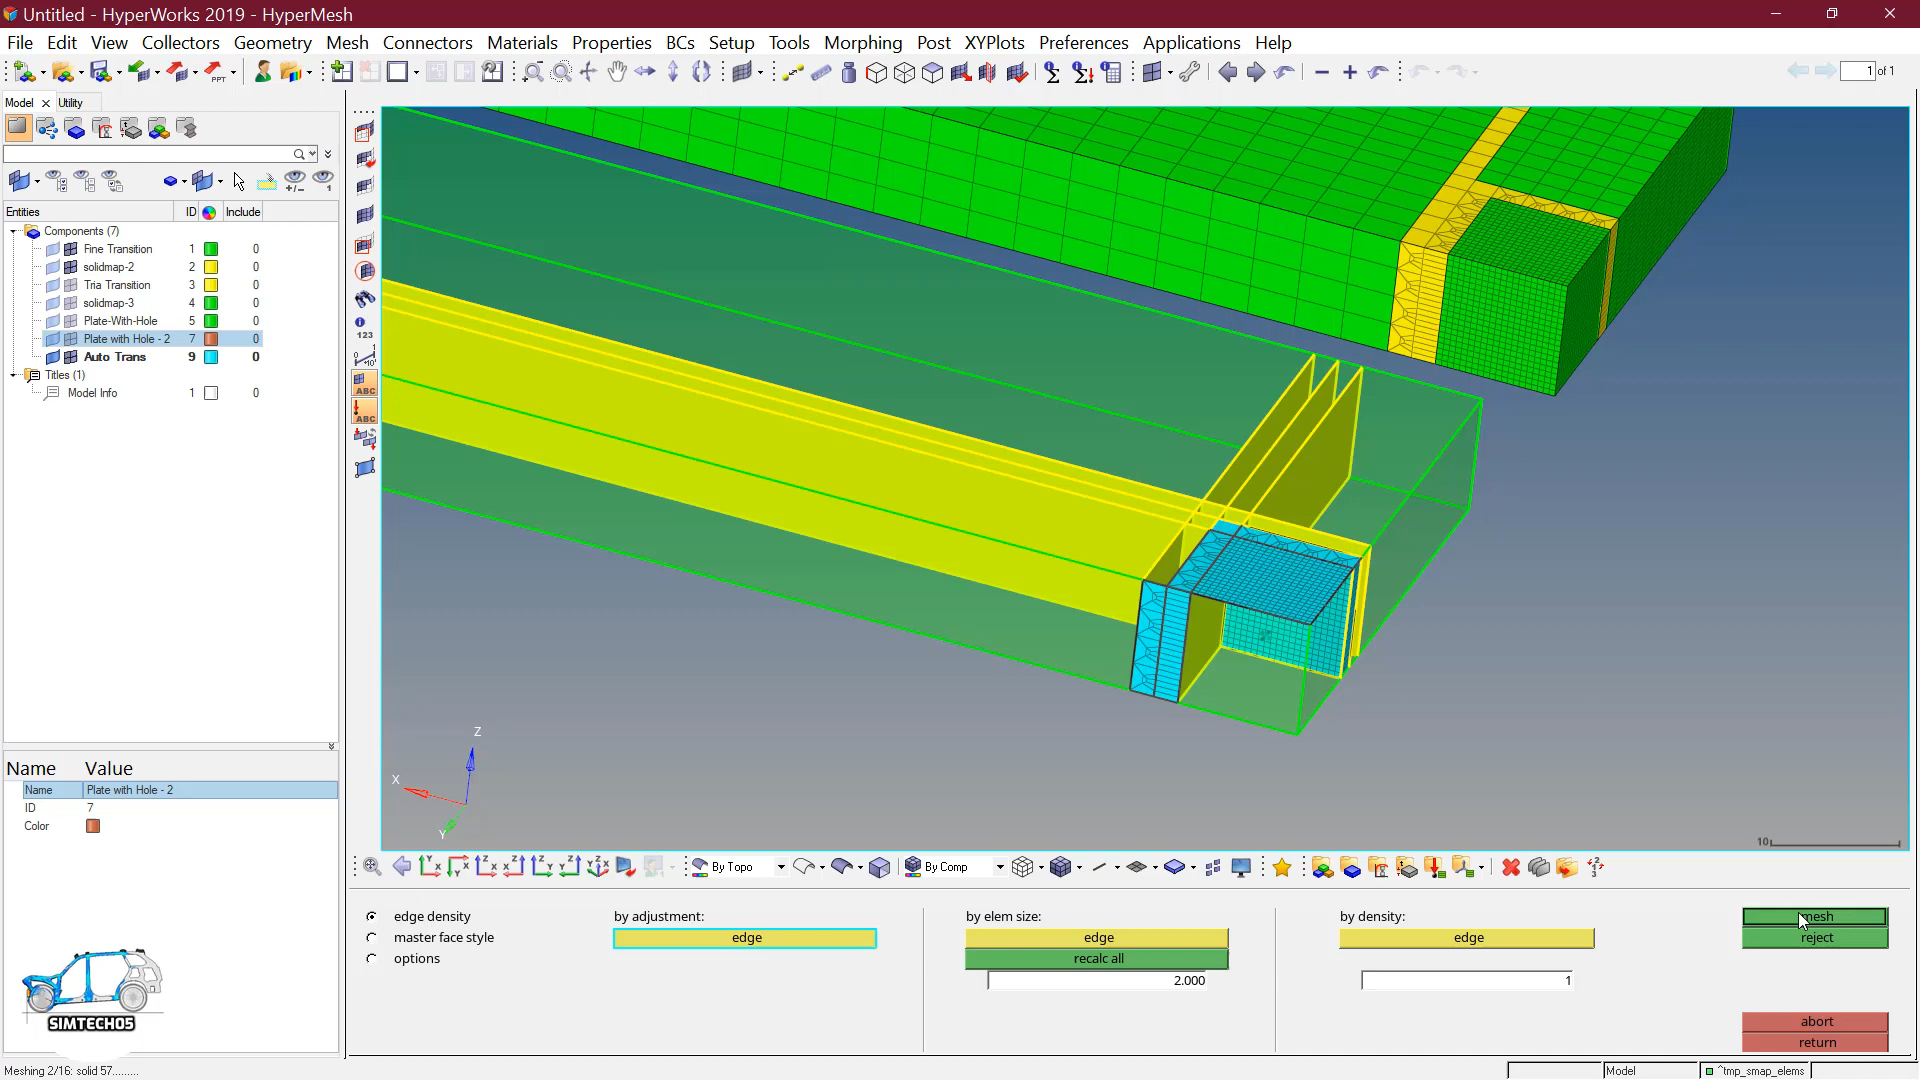 Untitled - HyperWorks 2019 - HyperMesh
File Edit View Collectors Geometry Mesh Connectors Materials Properties BCs Setup Tools Morphing Post XYPlots Preferences Applications Help
PPT
1 of 1
Model Utility
Entities ID Include
Components (7)
Fine Transition 1 0
solidmap-2 2 0
Tria Transition 3 0
solidmap-3 4 0
Plate-With-Hole 5 0
Plate with Hole - 2 7 0
Auto Trans 9 0
Titles (1)
Model Info 1 0
123
ABC
ABC
Name Value
Name Plate with Hole - 2
ID 7
Color
SIMTECH05
Z
X
Y
10
By Topo By Comp
edge density
master face style
options
by adjustment:
edge
by elem size:
edge
recalc all
2.000
by density:
edge
1
mesh
reject
abort
return
Meshing 2/16: solid 57.........
Model
^tmp_smap_elems